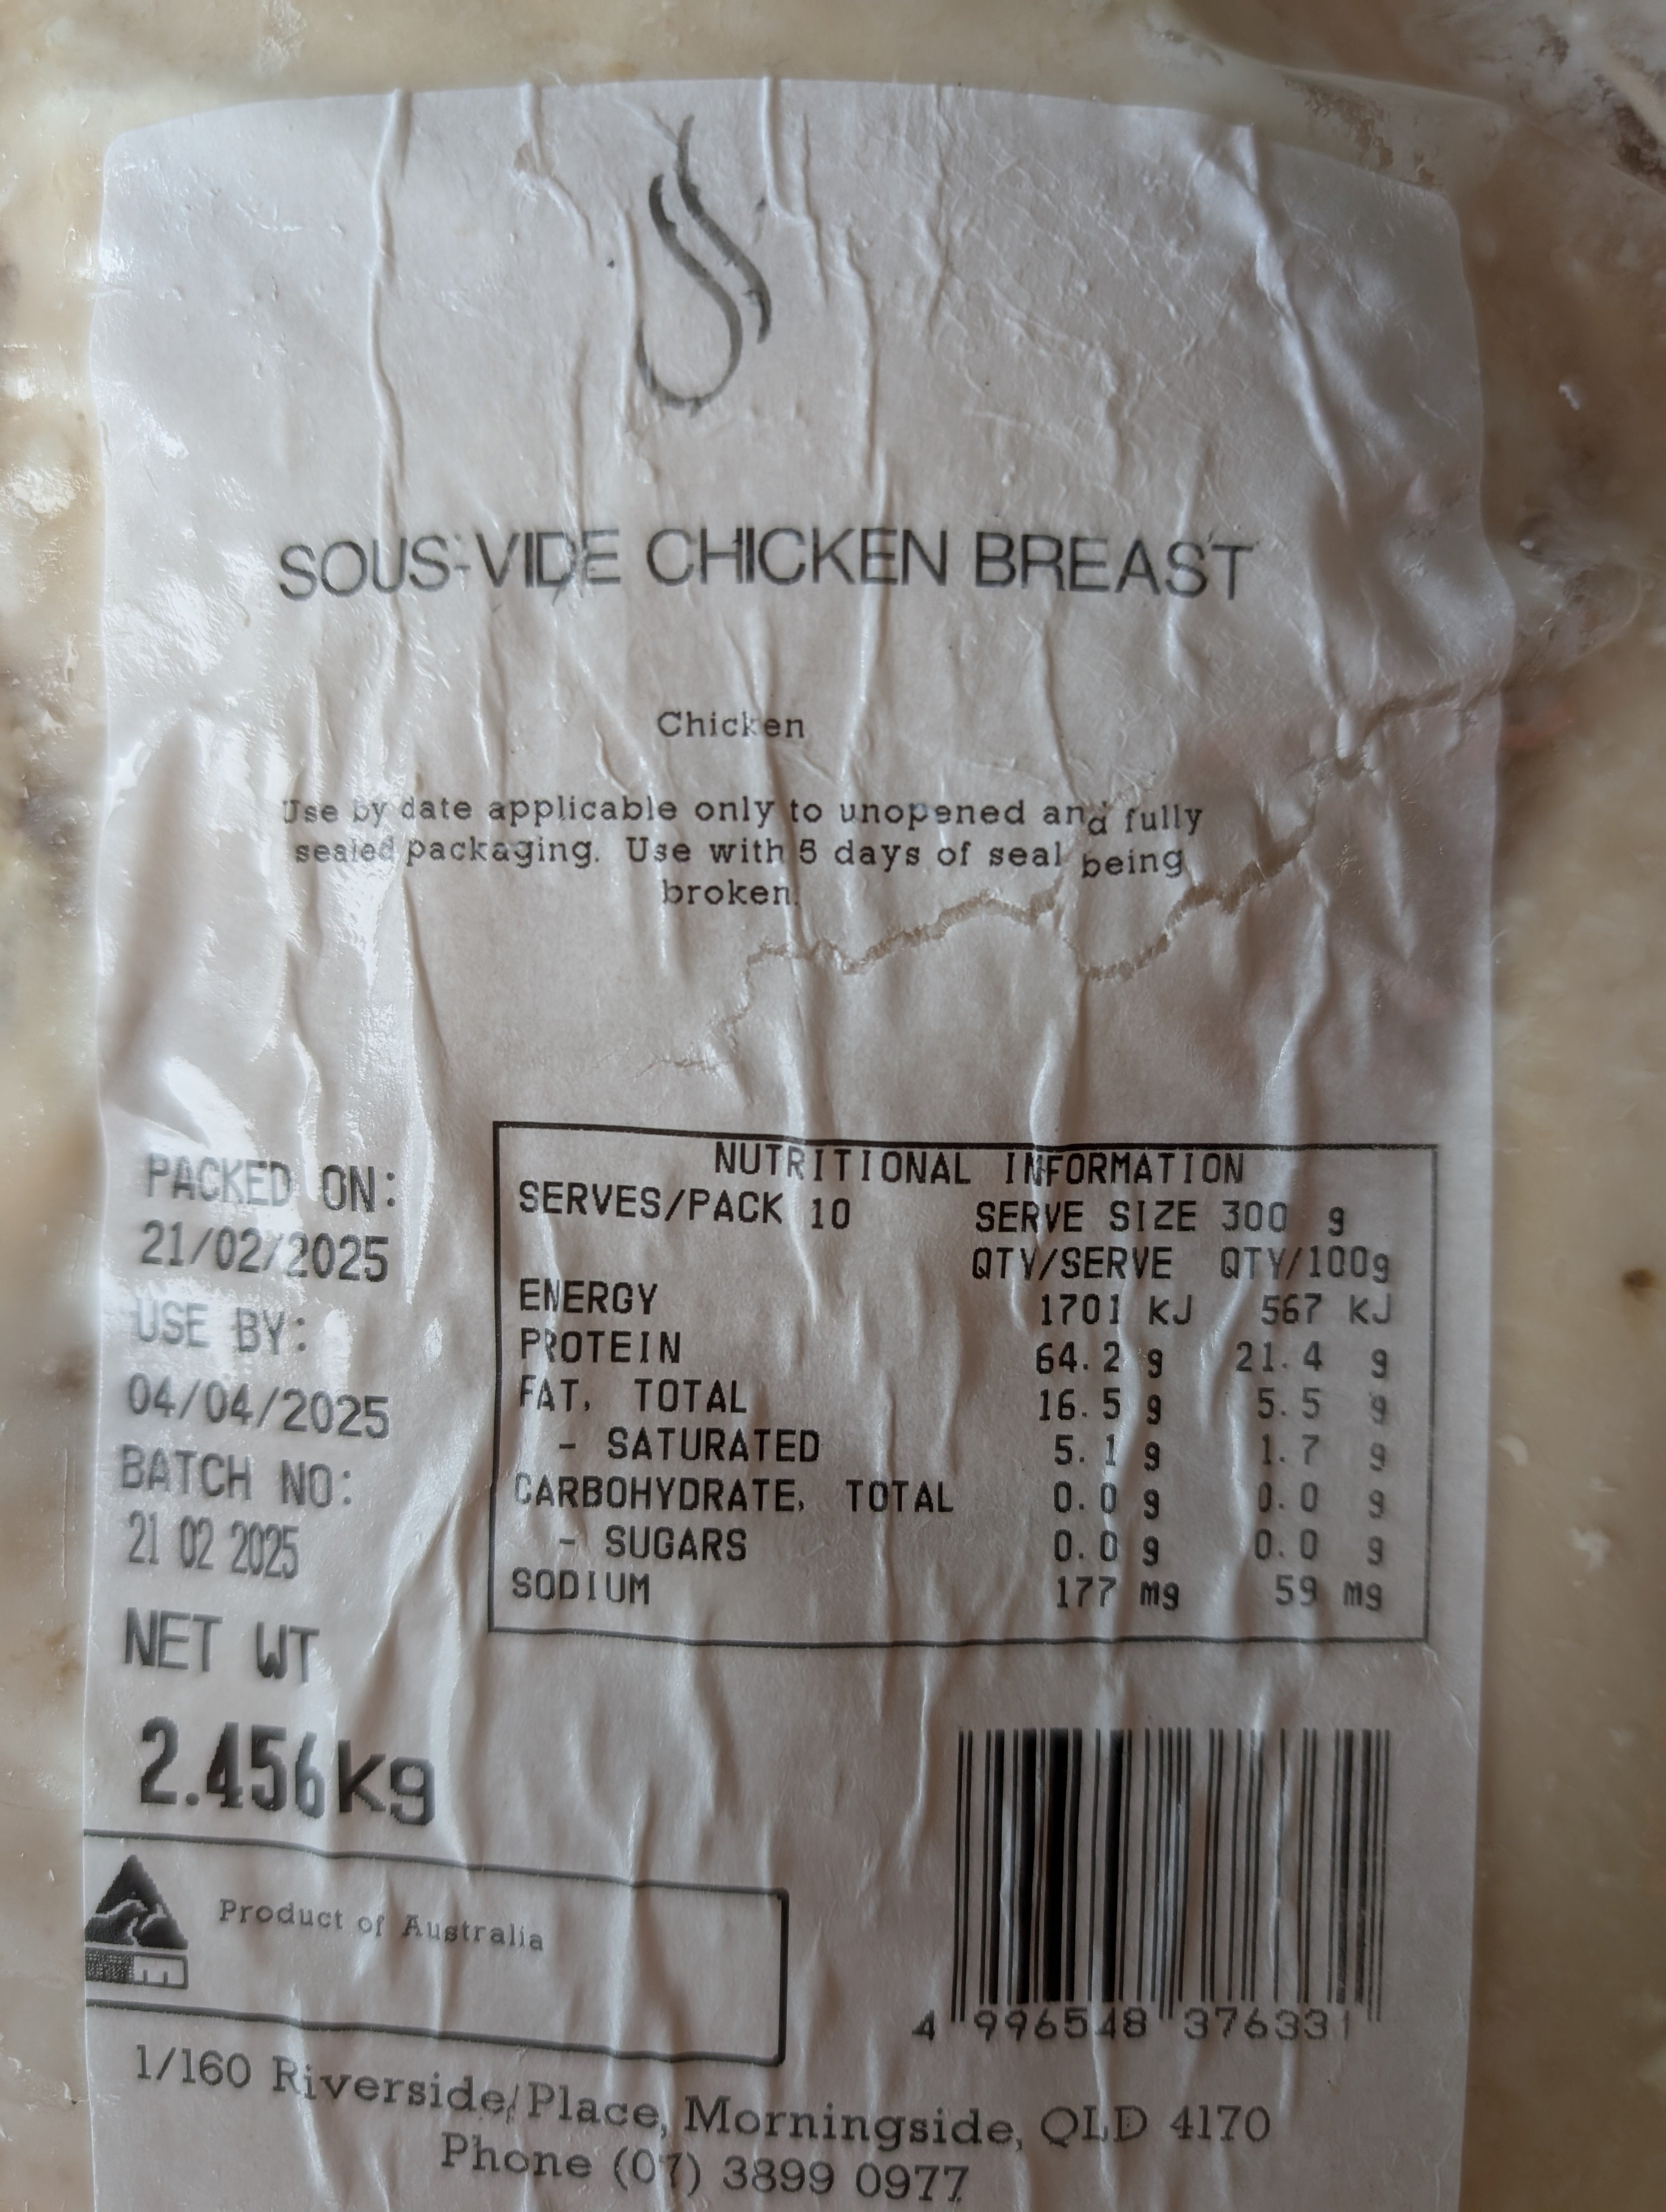 SOUS-VIDE CHICKEN BREAST
Chicken
Use by date applicable only to unopened and fully
sealed packaging. Use with 5 days of seal being
broken.
PACKED ON:
21/02/2025
USE BY:
04/04/2025
BATCH NO:
21 02 2025
NET WT
2.456kg
NUTRITIONAL INFORMATION
SERVES/PACK 10 SERVE SIZE 300 g
QTY/SERVE QTY/100g
ENERGY 1701 KJ 567 KJ
PROTEIN 64.2 g 21.4 g
FAT, TOTAL 16.5 g 5.5 g
- SATURATED 5.1 g 1.7 g
CARBOHYDRATE, TOTAL 0.0 g 0.0 g
- SUGARS 0.0 g 0.0 g
SODIUM 177 mg 59 mg
Product of Australia
4 996548 376331
1/160 Riverside Place, Morningside, QLD 4170
Phone (07) 3899 0977